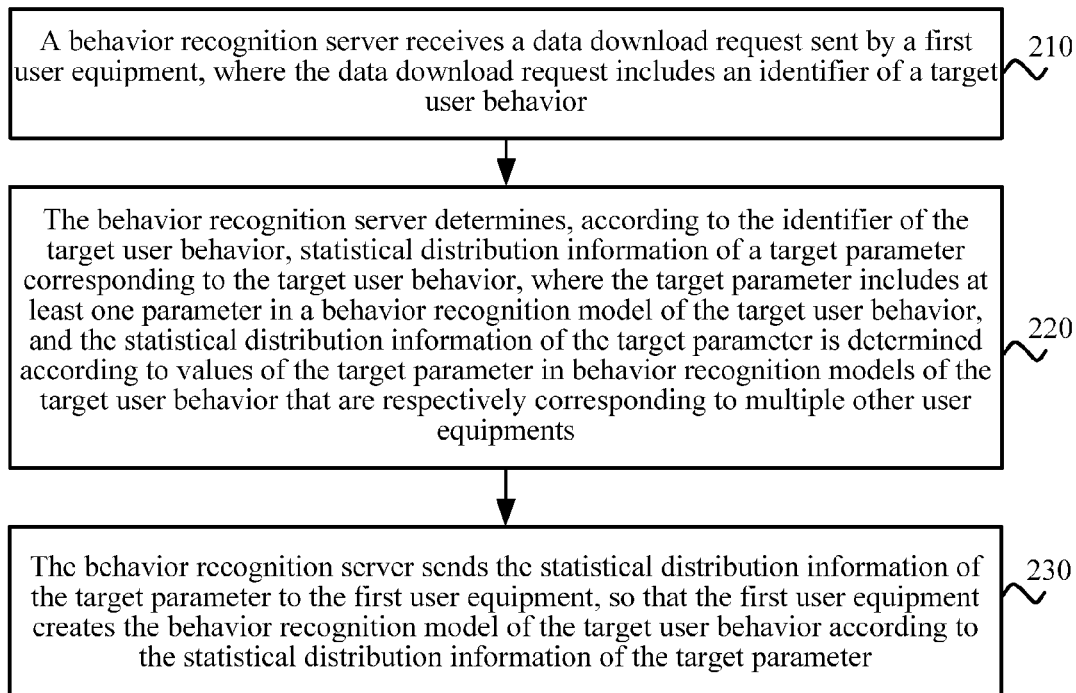 A behavior recognition server receives a data download request sent by a first
user equipment, where the data download request includes an identifier of a target
user behavior
210
The behavior recognition server determines, according to the identifier of the
target user behavior, statistical distribution information of a target parameter
corresponding to the target user behavior, where the target parameter includes at
least one parameter in a behavior recognition model of the target user behavior,
and the statistical distribution information of the target parameter is determined
according to values of the target parameter in behavior recognition models of the
target user behavior that are respectively corresponding to multiple other user
equipments
220
The behavior recognition server sends the statistical distribution information of
the target parameter to the first user equipment, so that the first user equipment
creates the behavior recognition model of the target user behavior according to
the statistical distribution information of the target parameter
230